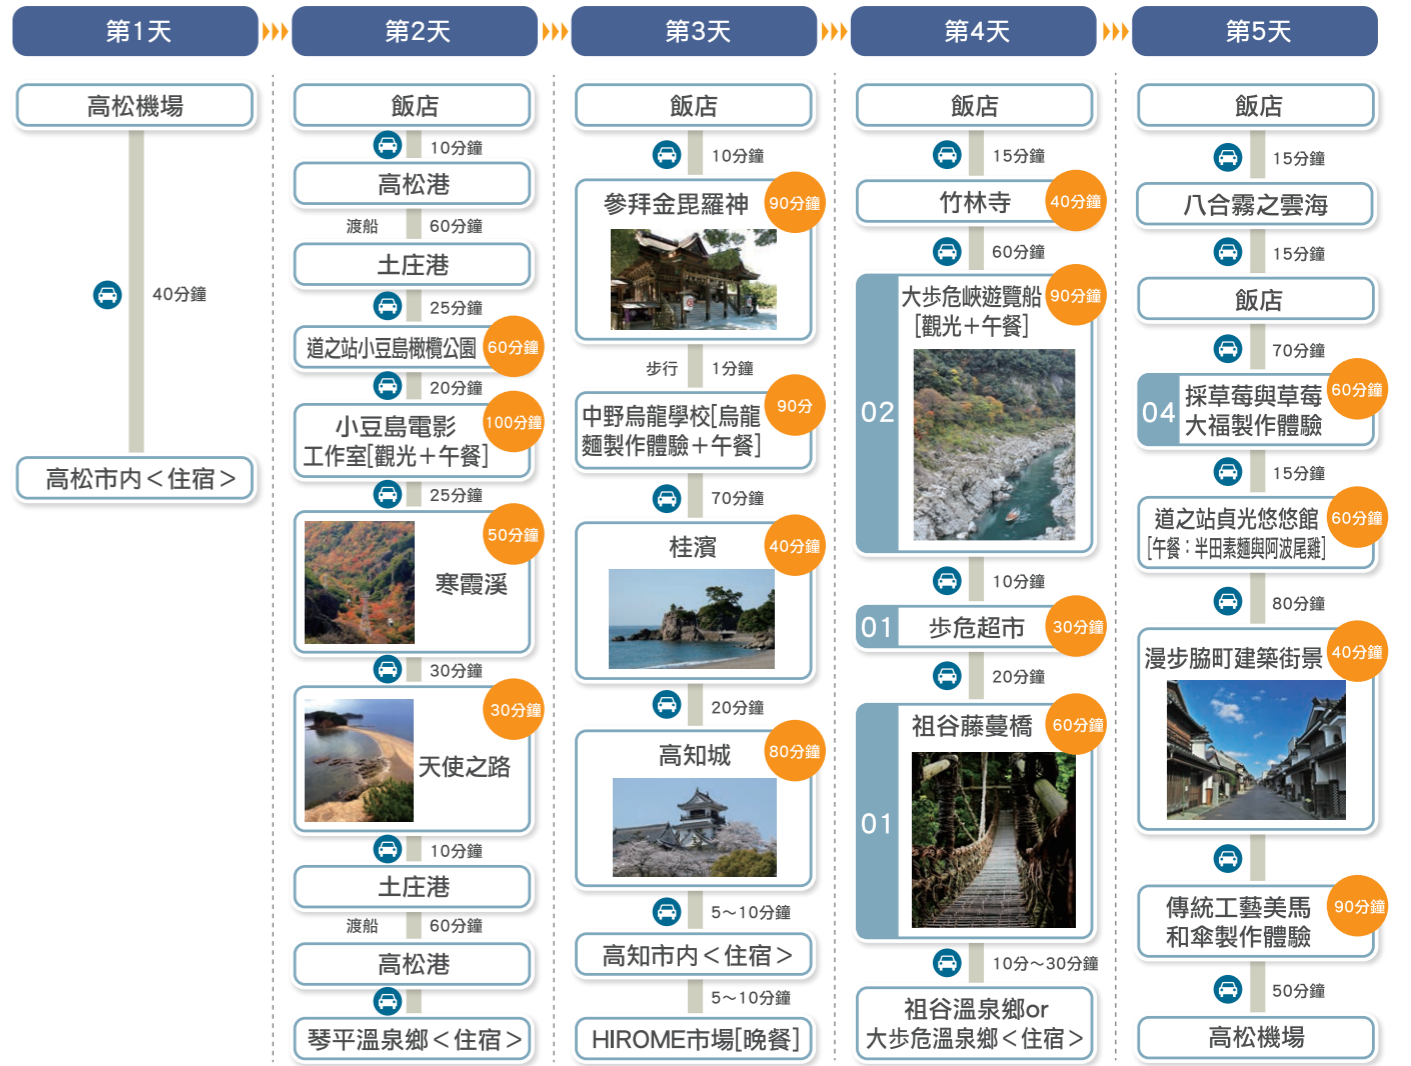 第1天
高松機場
40分鐘
高松市內＜住宿＞
第2天
飯店
10分鐘
高松港
渡船 60分鐘
土庄港
25分鐘
道之站小豆島橄欖公園 60分鐘
20分鐘
小豆島電影
工作室[觀光＋午餐]
100分鐘
25分鐘
50分鐘
寒霞溪
30分鐘
30分鐘
天使之路
10分鐘
土庄港
渡船 60分鐘
高松港
琴平溫泉鄉＜住宿＞
第3天
飯店
10分鐘
參拜金毘羅神 90分鐘
步行 1分鐘
中野烏龍學校[烏龍
麵製作體驗＋午餐]
90分
70分鐘
桂濱 40分鐘
20分鐘
高知城 80分鐘
5～10分鐘
高知市內＜住宿＞
5～10分鐘
HIROME市場[晚餐]
第4天
飯店
15分鐘
竹林寺 40分鐘
60分鐘
02
大步危峽遊覽船
[觀光＋午餐]
90分鐘
10分鐘
01 步危超市 30分鐘
20分鐘
01
祖谷藤蔓橋 60分鐘
10分～30分鐘
祖谷溫泉鄉or
大步危溫泉鄉＜住宿＞
第5天
飯店
15分鐘
八合霧之雲海
15分鐘
飯店
70分鐘
04
採草莓與草莓
大福製作體驗
60分鐘
15分鐘
道之站貞光悠悠館
[午餐：半田素麵與阿波尾雞]
60分鐘
80分鐘
漫步脇町建築街景 40分鐘
傳統工藝美馬
和傘製作體驗
90分鐘
50分鐘
高松機場